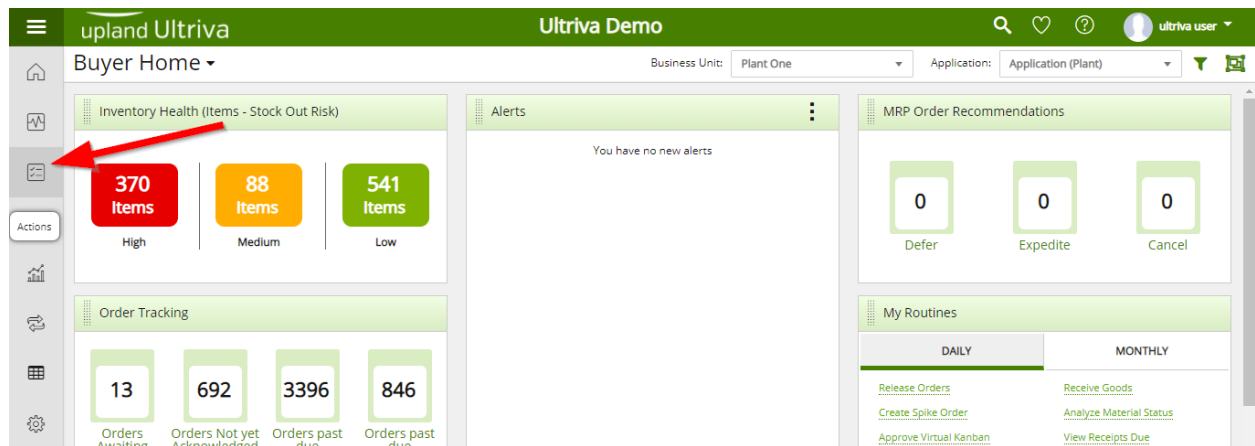 upland Ultriva
Ultriva Demo
ultriva user
Buyer Home
Business Unit: Plant One
Application: Application (Plant)
Actions
Inventory Health (Items - Stock Out Risk)
370 Items
88 Items
541 Items
High
Medium
Low
Alerts
You have no new alerts
MRP Order Recommendations
0
0
0
Defer
Expedite
Cancel
Order Tracking
13
692
3396
846
Orders Awaiting
Orders Not yet Acknowledged
Orders past due
Orders past due
My Routines
DAILY
MONTHLY
Release Orders
Receive Goods
Create Spike Order
Analyze Material Status
Approve Virtual Kanban
View Receipts Due